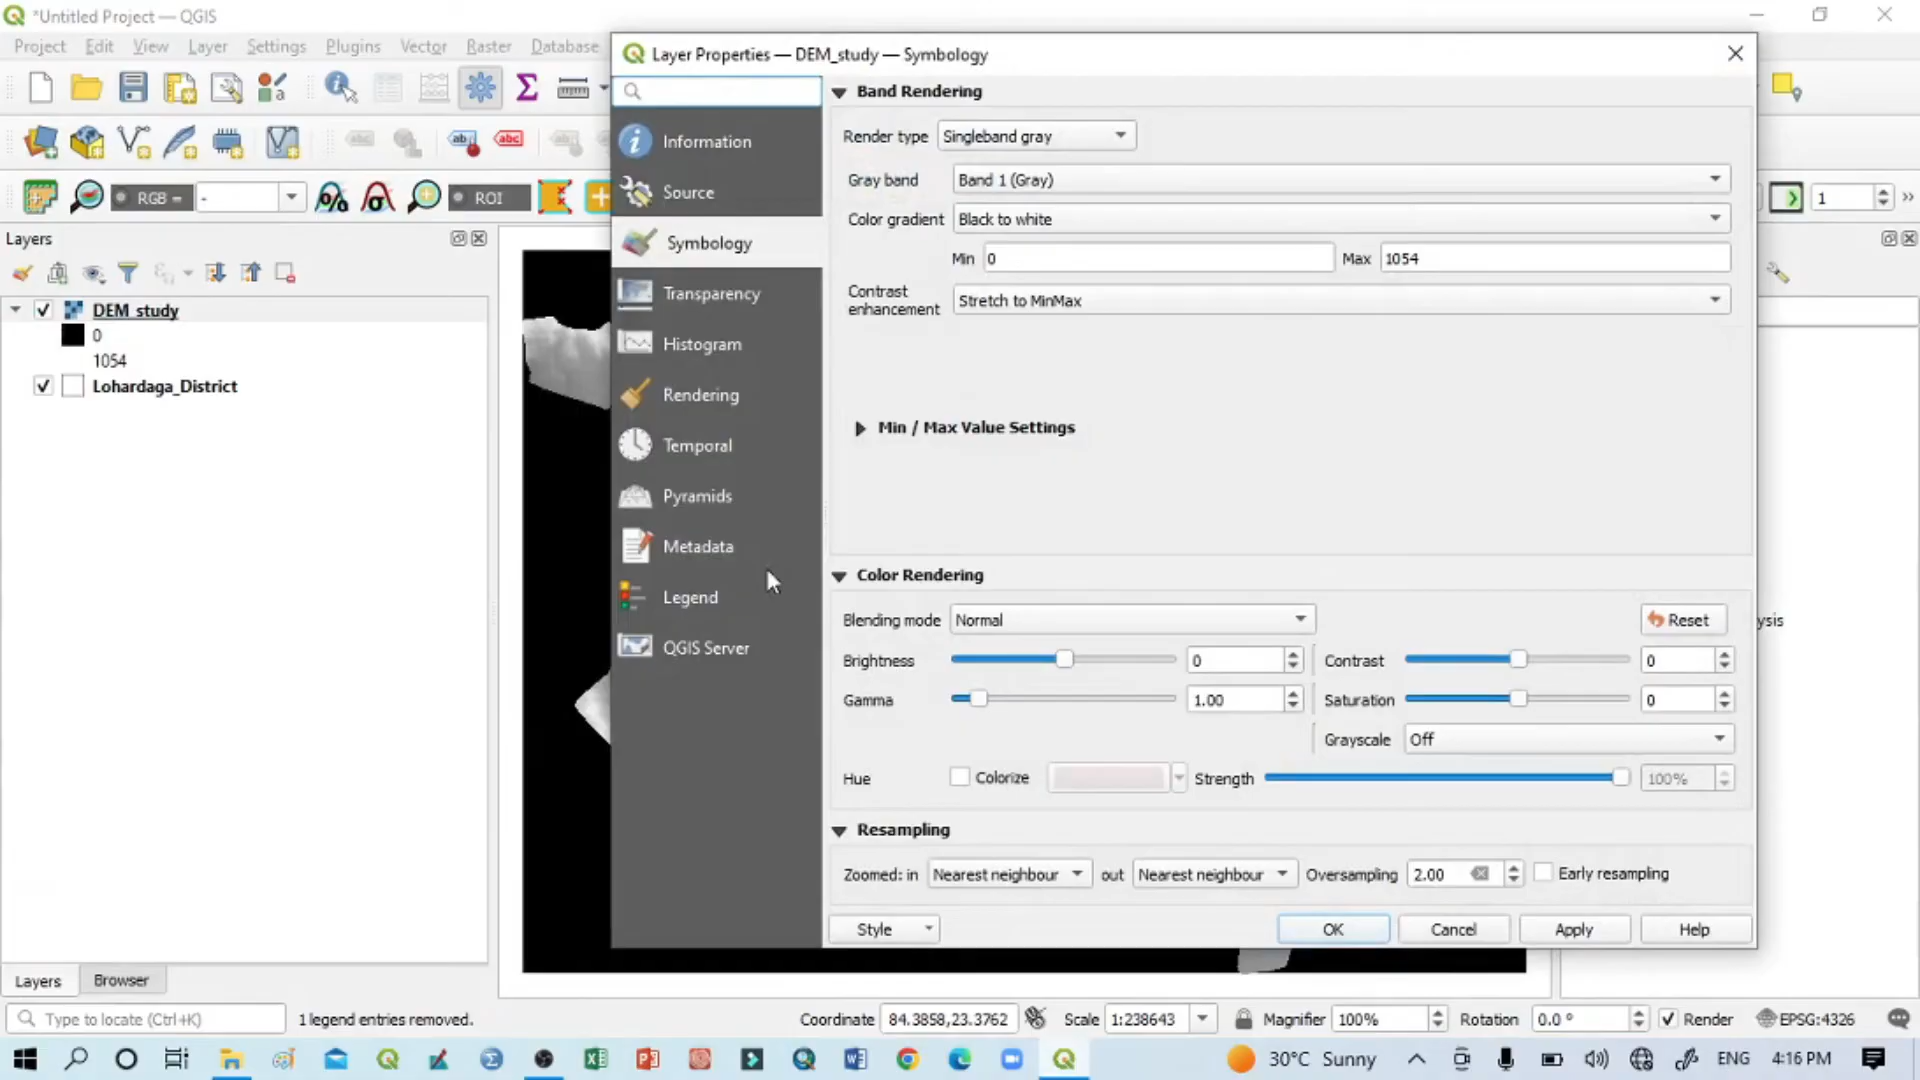 *Untitled Project — QGIS
Project Edit View Layer Settings Plugins Vector Raster Database
Layer Properties — DEM_study — Symbology
Information
Source
Symbology
Transparency
Histogram
Rendering
Temporal
Pyramids
Metadata
Legend
QGIS Server
Band Rendering
Render type Singleband gray
Gray band Band 1 (Gray)
Color gradient Black to white
Min 0 Max 1054
Contrast
enhancement Stretch to MinMax
Min / Max Value Settings
Color Rendering
Blending mode Normal Reset
Brightness 0 Contrast 0
Gamma 1.00 Saturation 0
Grayscale Off
Hue Colorize Strength 100%
Resampling
Zoomed: in Nearest neighbour out Nearest neighbour Oversampling 2.00 Early resampling
Style OK Cancel Apply Help
abc abc abc
RGB = - ROI 1 »
Layers
DEM_study
0
1054
Lohardaga_District
ysis
Layers Browser
Type to locate (Ctrl+K) 1 legend entries removed. Coordinate 84.3858,23.3762 Scale 1:238643 Magnifier 100% Rotation 0.0 ° Render EPSG:4326
30°C Sunny ENG 4:16 PM